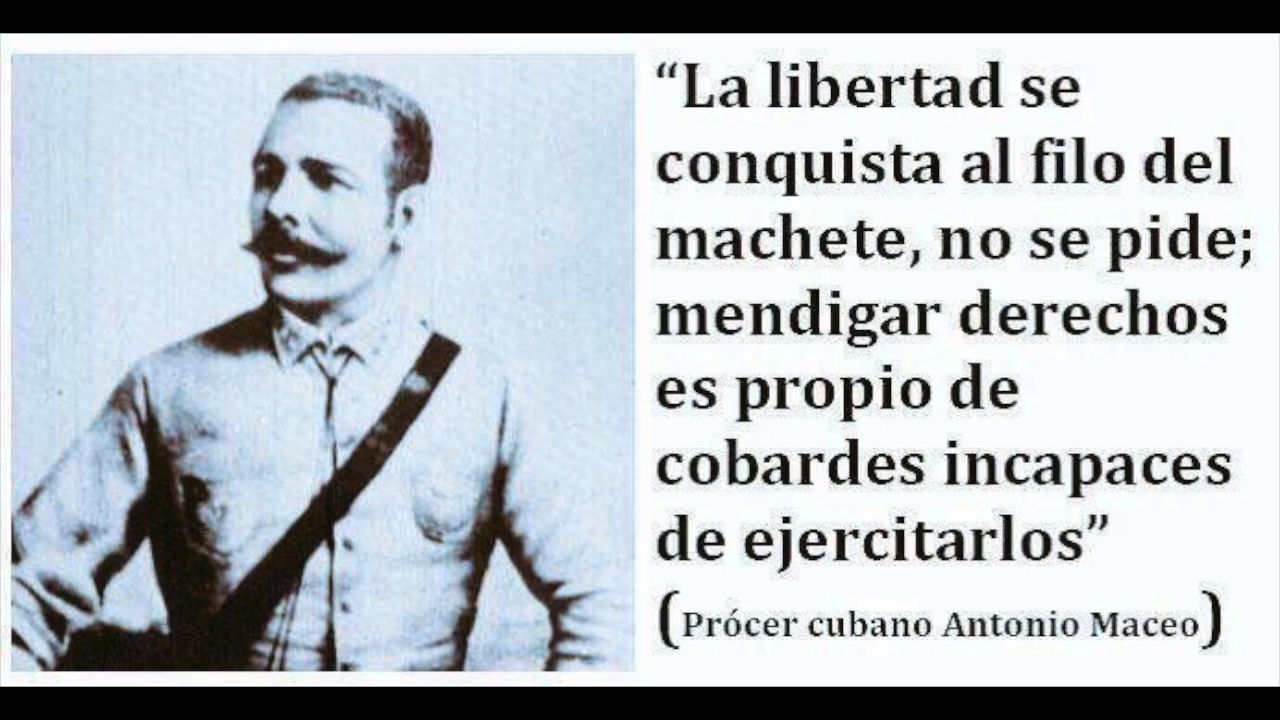 “La libertad se
conquista al filo del
machete, no se pide;
mendigar derechos
es propio de
cobardes incapaces
de ejercitarlos”
(Prócer cubano Antonio Maceo)